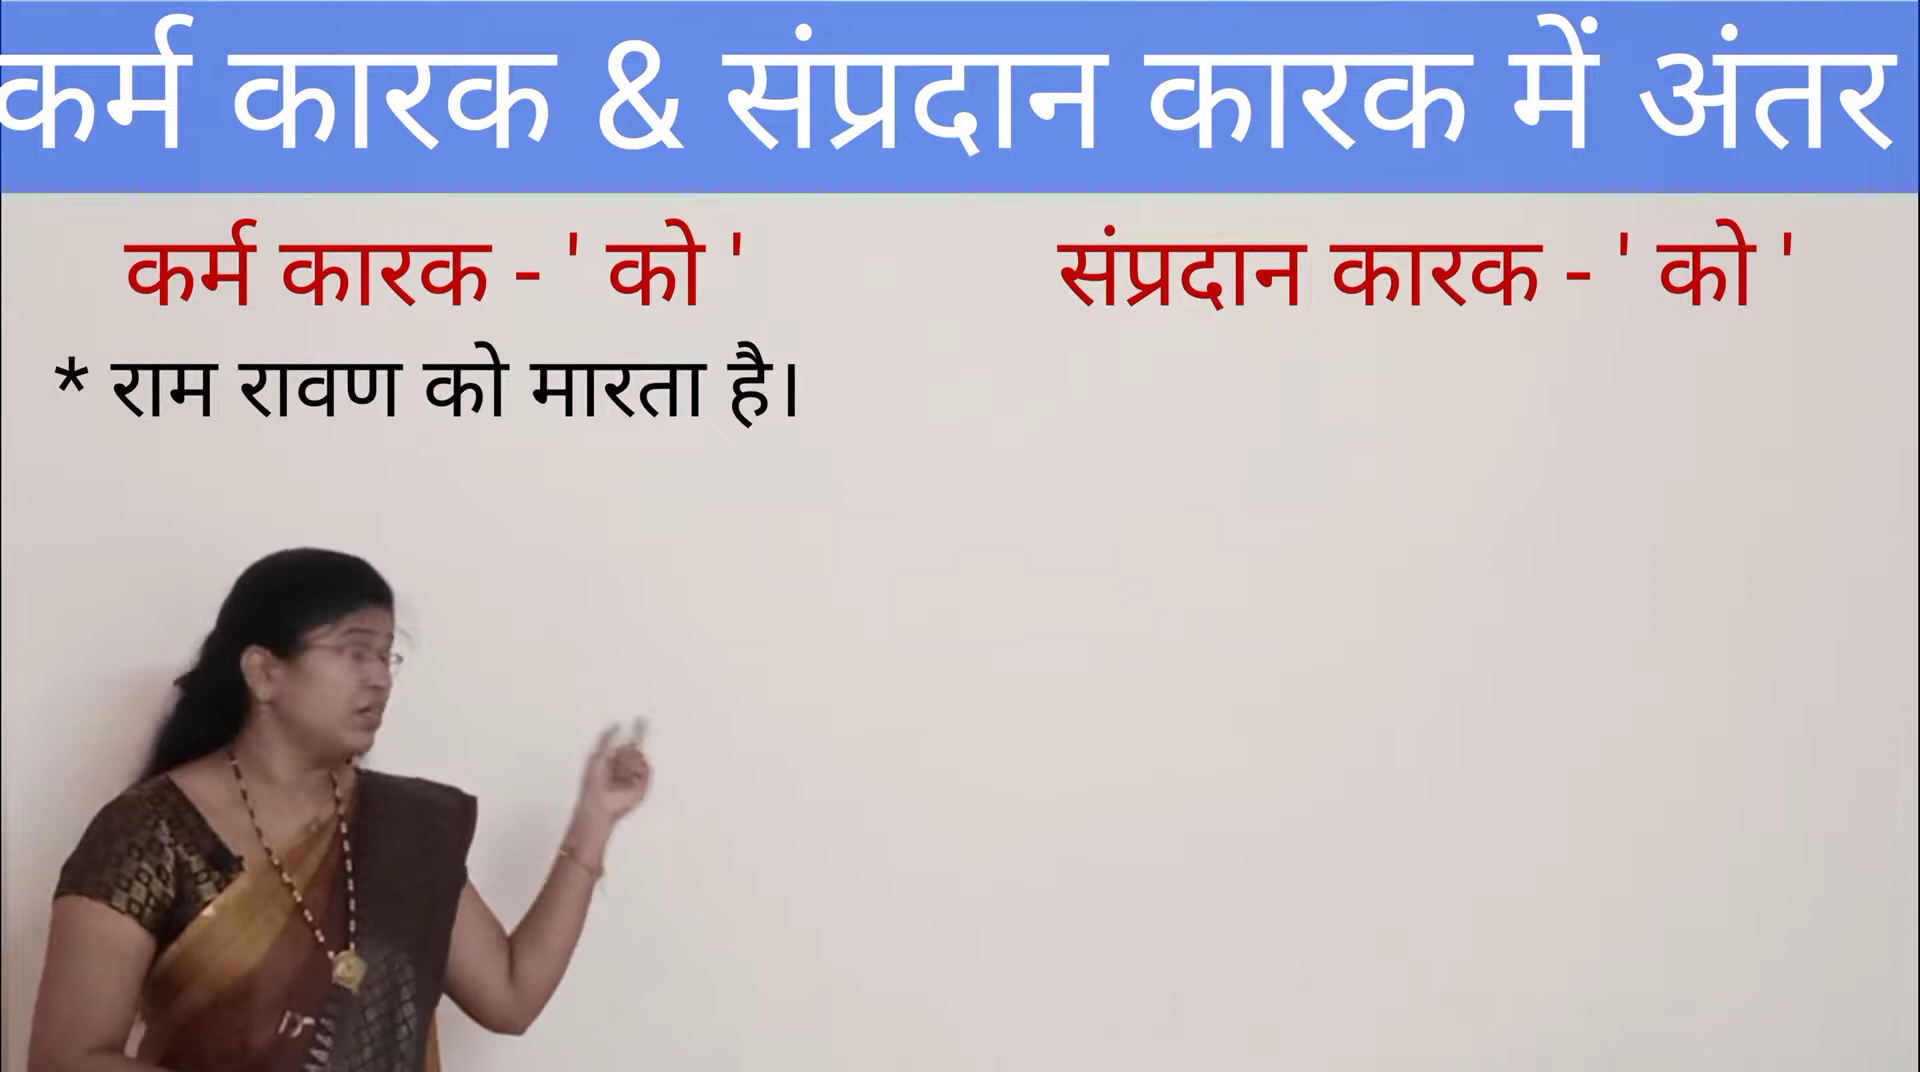 कर्म कारक & संप्रदान कारक में अंतर
कर्म कारक - ' को '
संप्रदान कारक - ' को '
* राम रावण को मारता है।